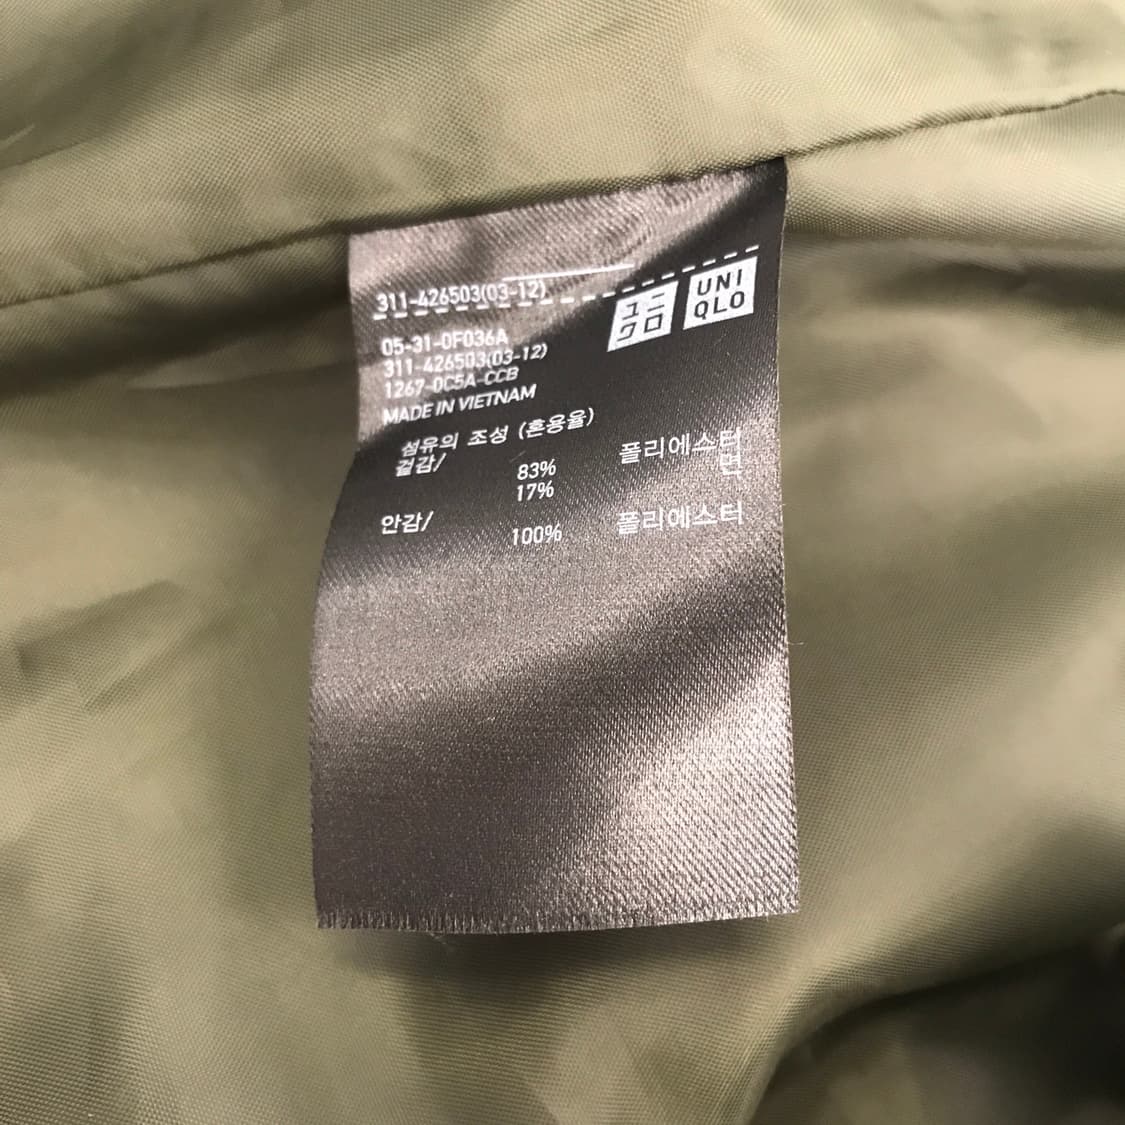 311-426503(03-12)
ユニ
クロ
UNI
QLO
05-31-0F036A
311-426503(03-12)
1267-0C5A-CCB
MADE IN VIETNAM
섬유의 조성 (혼용율)
겉감/ 83% 폴리에스터
17% 면
안감/ 100% 폴리에스터